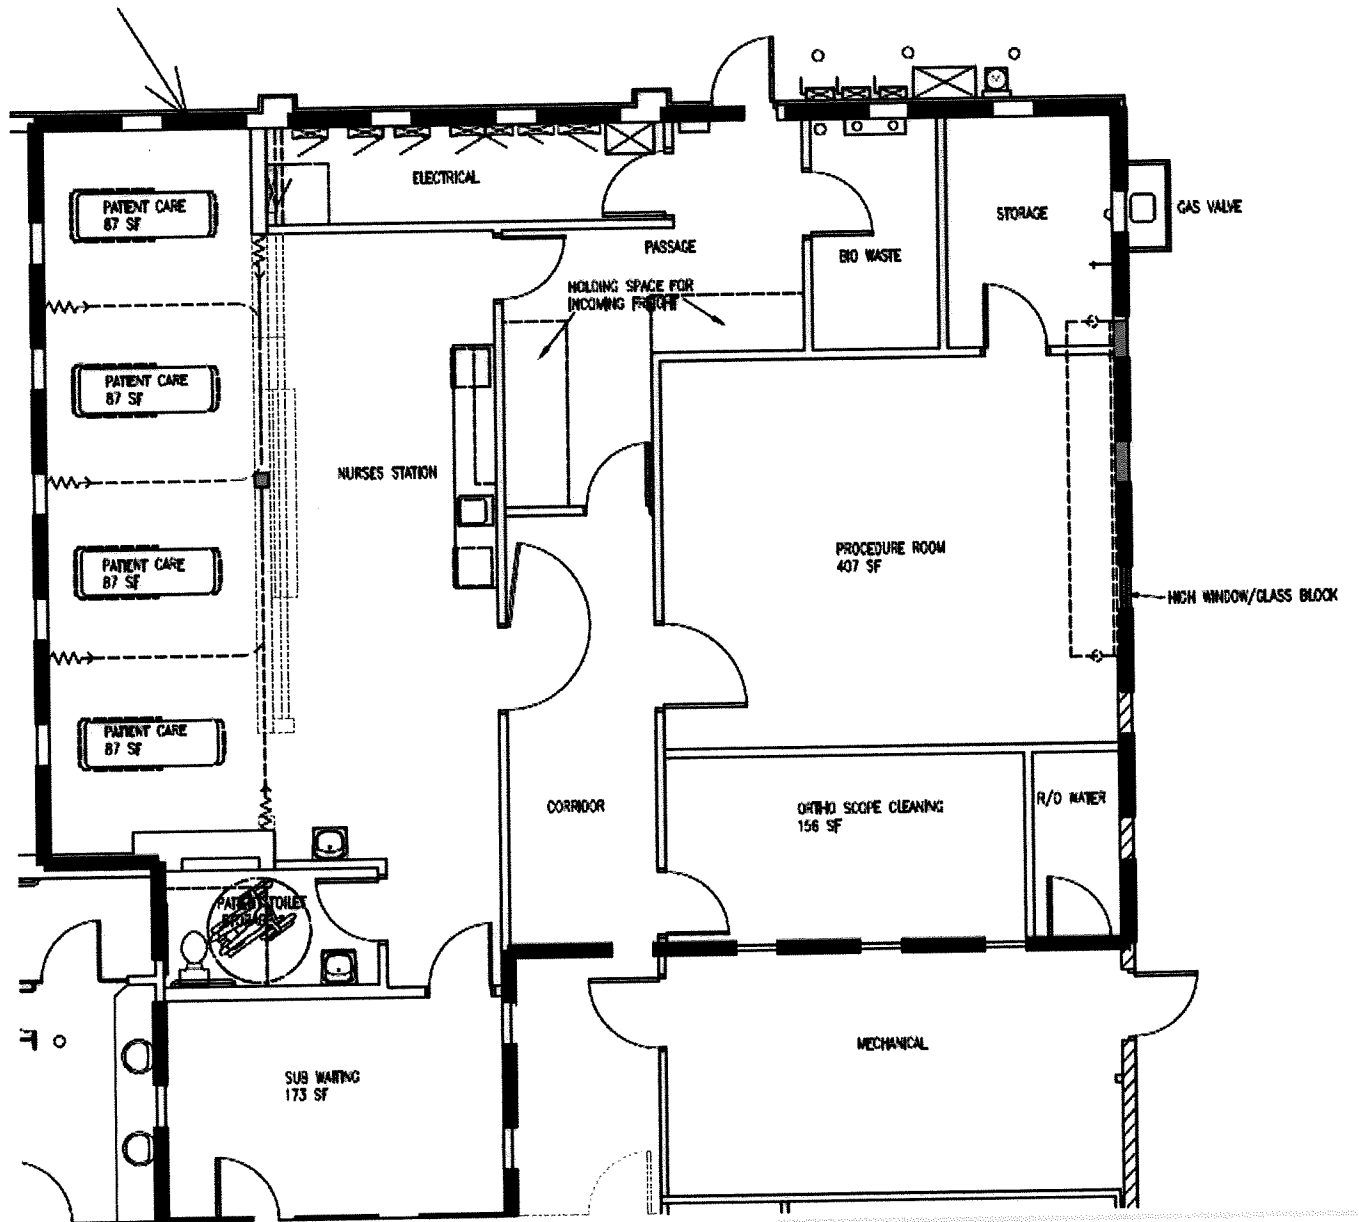 ELECTRICAL
PATIENT CARE
87 SF
STORAGE
GAS VALVE
PASSAGE
BIO WASTE
HOLDING SPACE FOR
INCOMING FREIGHT
PATIENT CARE
87 SF
NURSES STATION
PROCEDURE ROOM
407 SF
PATIENT CARE
87 SF
HIGH WINDOW/GLASS BLOCK
PATIENT CARE
87 SF
CORRIDOR
ORTHO SCOPE CLEANING
156 SF
R/O WATER
PATIENT TOILET
MECHANICAL
SUB WAITING
173 SF